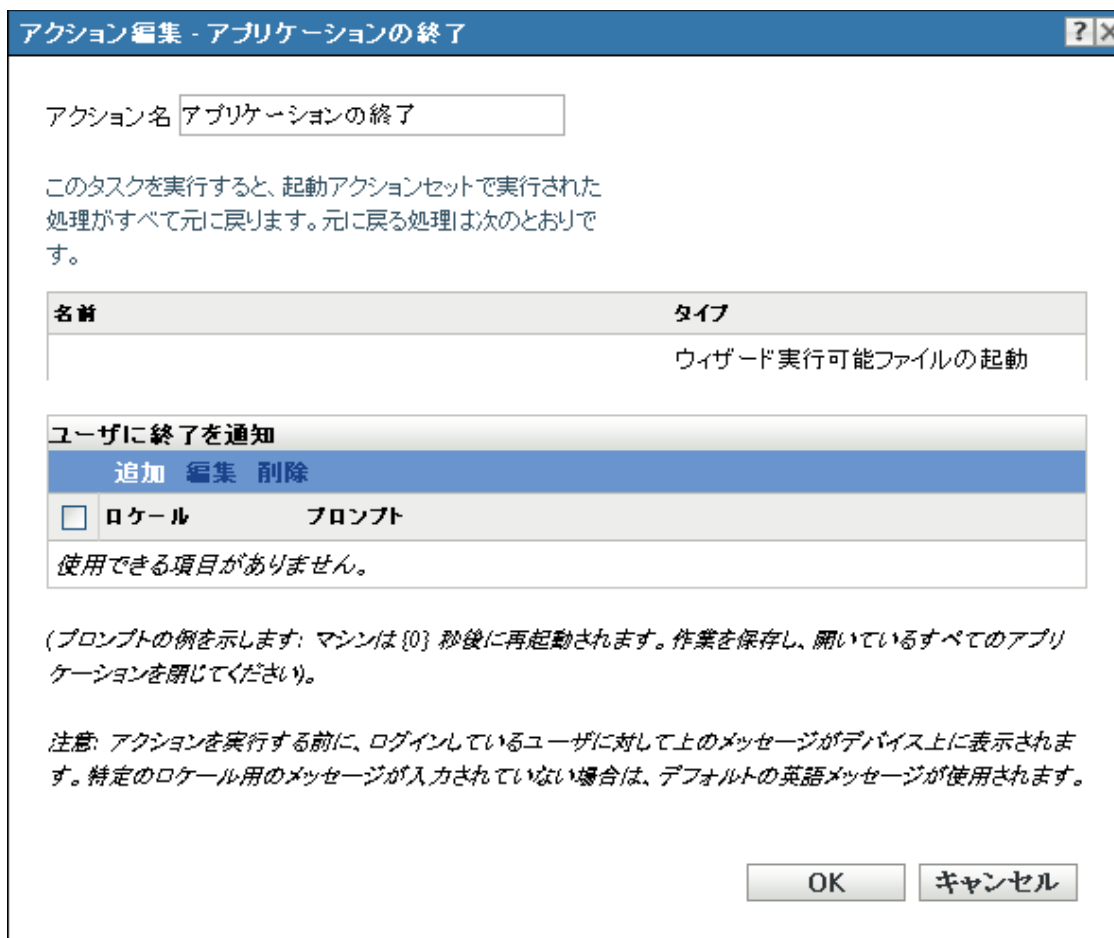 アクション編集 - アプリケーションの終了
? ×
アクション名 アプリケーションの終了
このタスクを実行すると、起動アクションセットで実行された
処理がすべて元に戻ります。元に戻る処理は次のとおりで
す。
名前 タイプ
ウィザード実行可能ファイルの起動
ユーザに終了を通知
追加 編集 削除
ロケール プロンプト
使用できる項目がありません。
(プロンプトの例を示します: マシンは {0} 秒後に再起動されます。作業を保存し、開いているすべてのアプリ
ケーションを閉じてください)。
注意: アクションを実行する前に、ログインしているユーザに対して上のメッセージがデバイス上に表示されま
す。特定のロケール用のメッセージが入力されていない場合は、デフォルトの英語メッセージが使用されます。
OK キャンセル